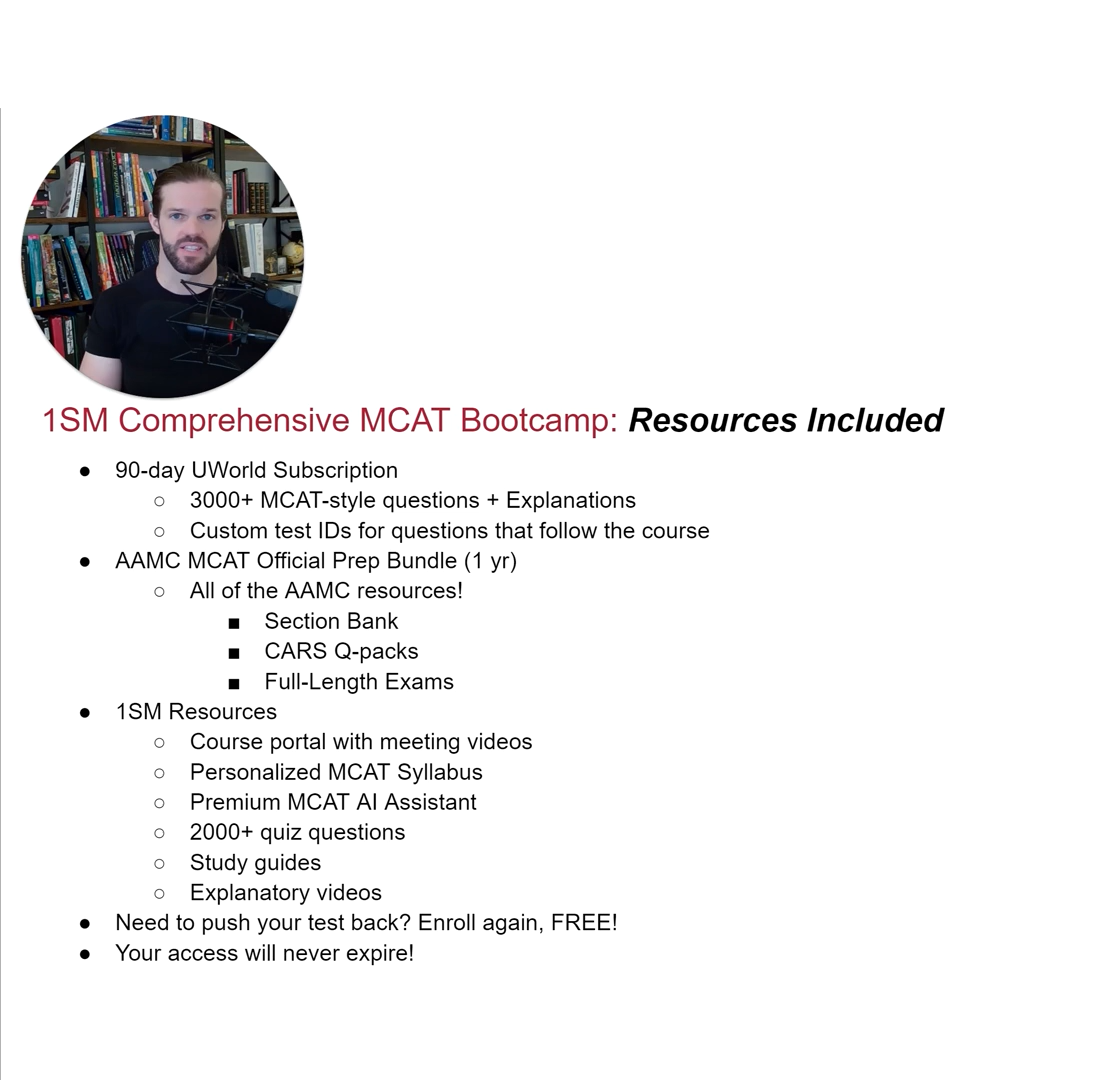 1SM Comprehensive MCAT Bootcamp: Resources Included
● 90-day UWorld Subscription
○ 3000+ MCAT-style questions + Explanations
○ Custom test IDs for questions that follow the course
● AAMC MCAT Official Prep Bundle (1 yr)
○ All of the AAMC resources!
■ Section Bank
■ CARS Q-packs
■ Full-Length Exams
● 1SM Resources
○ Course portal with meeting videos
○ Personalized MCAT Syllabus
○ Premium MCAT AI Assistant
○ 2000+ quiz questions
○ Study guides
○ Explanatory videos
● Need to push your test back? Enroll again, FREE!
● Your access will never expire!